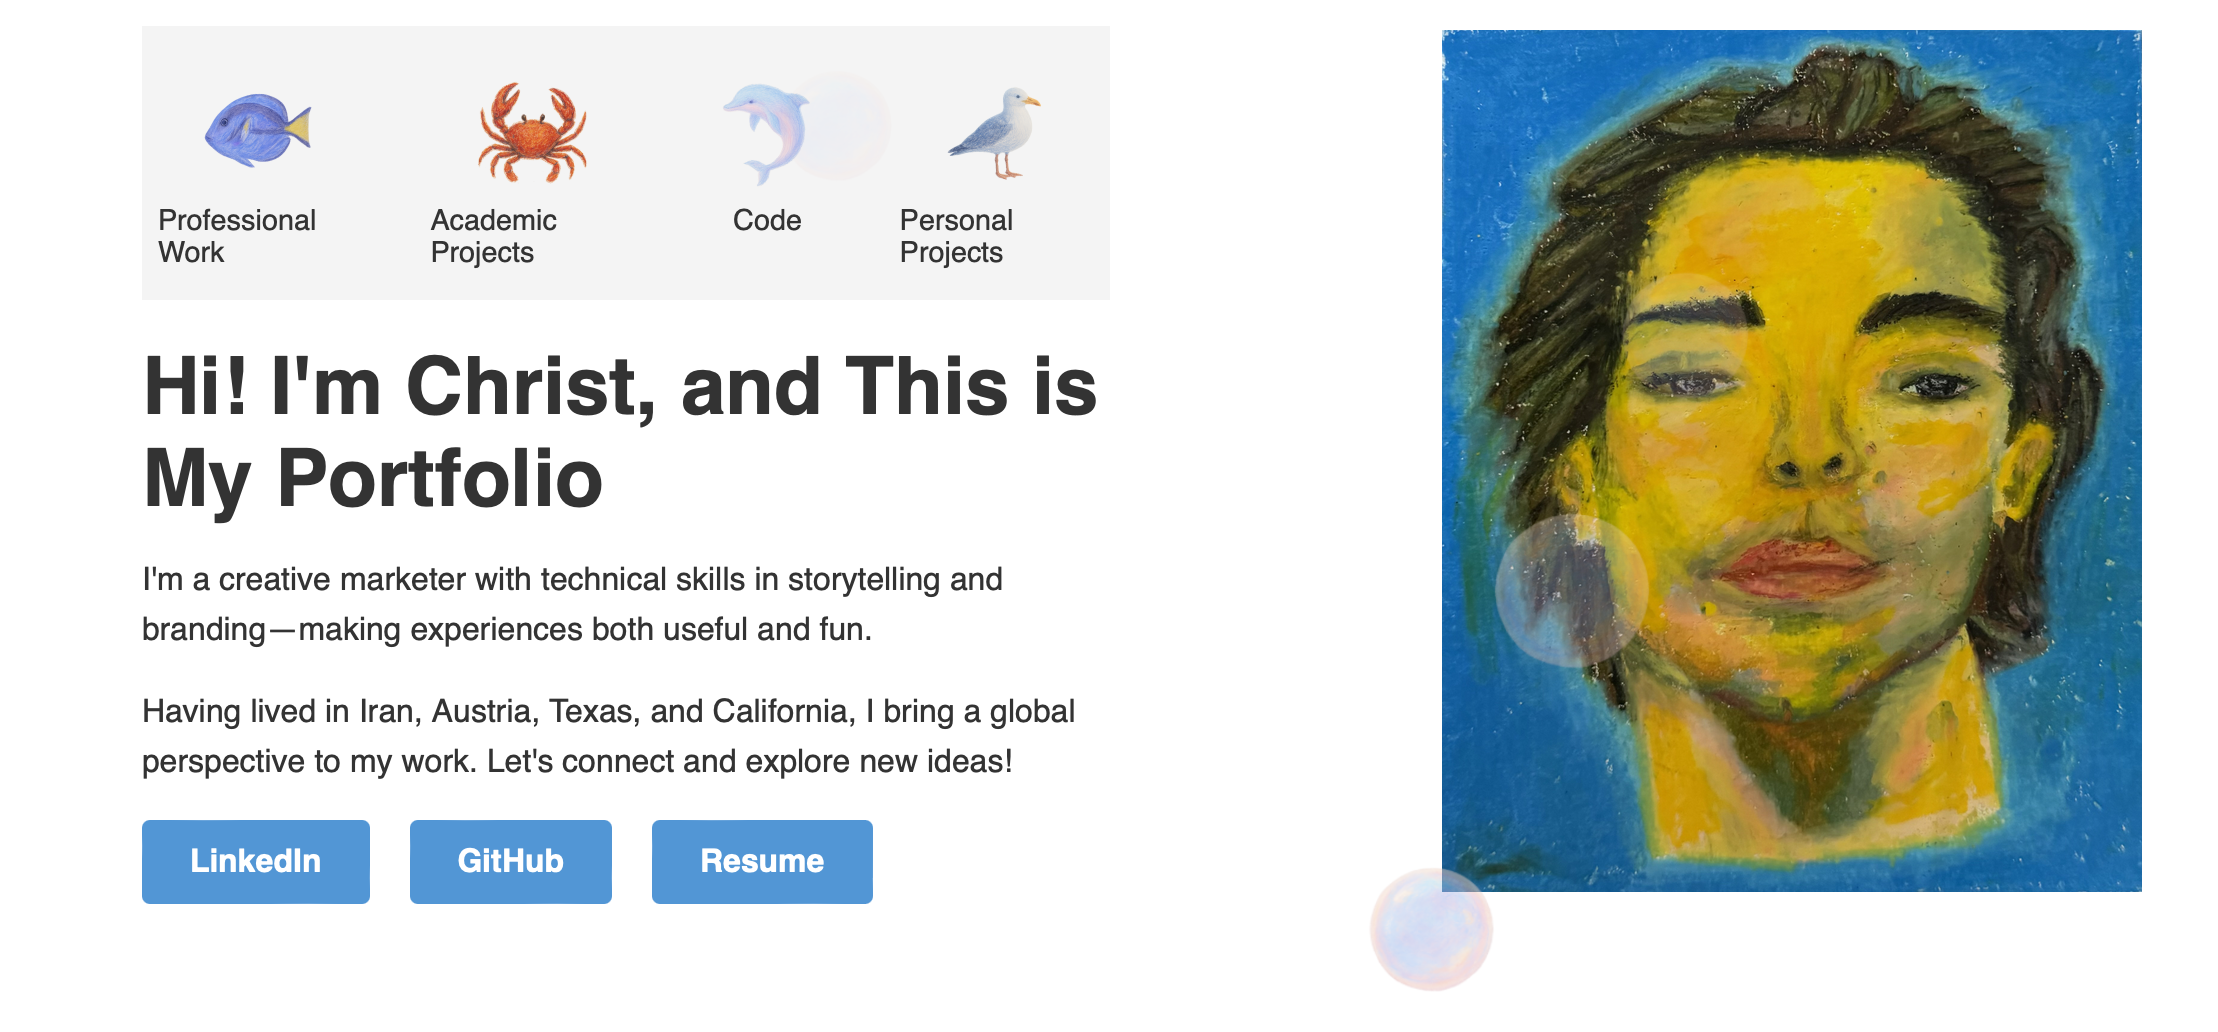 Professional
Work
Academic
Projects
Code
Personal
Projects
Hi! I'm Christ, and This is
My Portfolio
I'm a creative marketer with technical skills in storytelling and
branding—making experiences both useful and fun.
Having lived in Iran, Austria, Texas, and California, I bring a global
perspective to my work. Let's connect and explore new ideas!
LinkedIn
GitHub
Resume